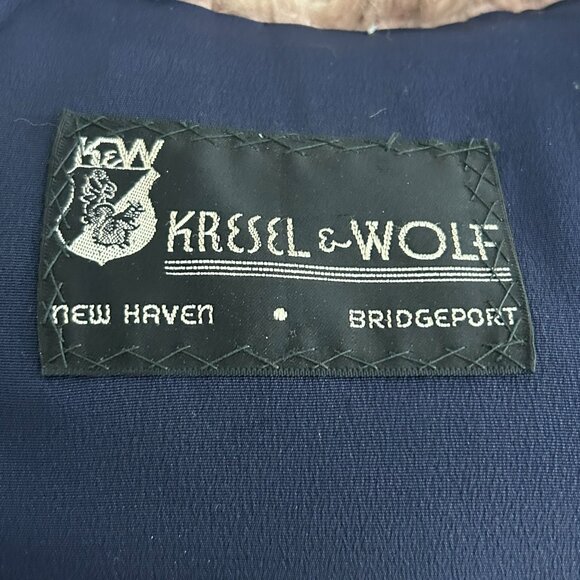 K&W
KRESEL & WOLF
NEW HAVEN • BRIDGEPORT